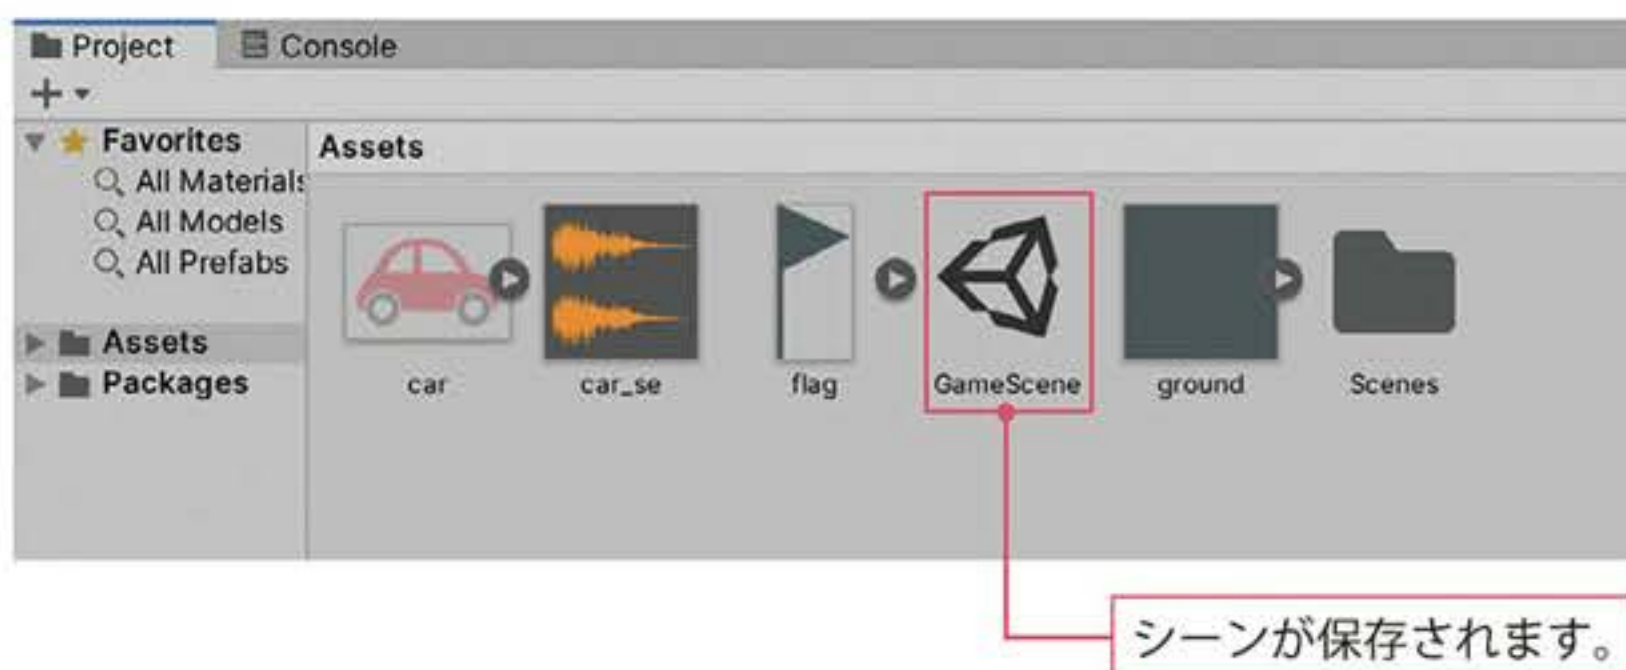 Project
Console
Favorites
All Materials
All Models
All Prefabs
Assets
Packages
Assets
car
car_se
flag
GameScene
ground
Scenes
シーンが保存されます。